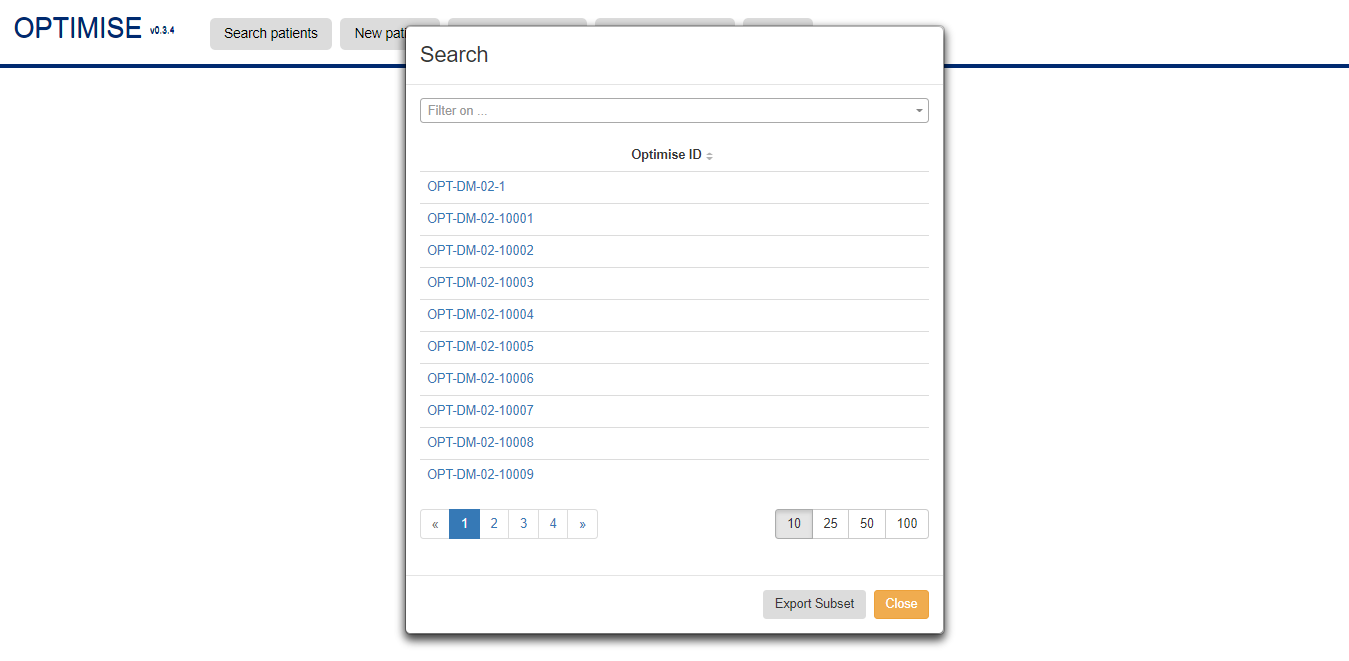 OPTIMISE v0.3.4
Search patients
New pat
Search
Filter on ...
Optimise ID
OPT-DM-02-1
OPT-DM-02-10001
OPT-DM-02-10002
OPT-DM-02-10003
OPT-DM-02-10004
OPT-DM-02-10005
OPT-DM-02-10006
OPT-DM-02-10007
OPT-DM-02-10008
OPT-DM-02-10009
« 1 2 3 4 » 10 25 50 100
Export Subset Close